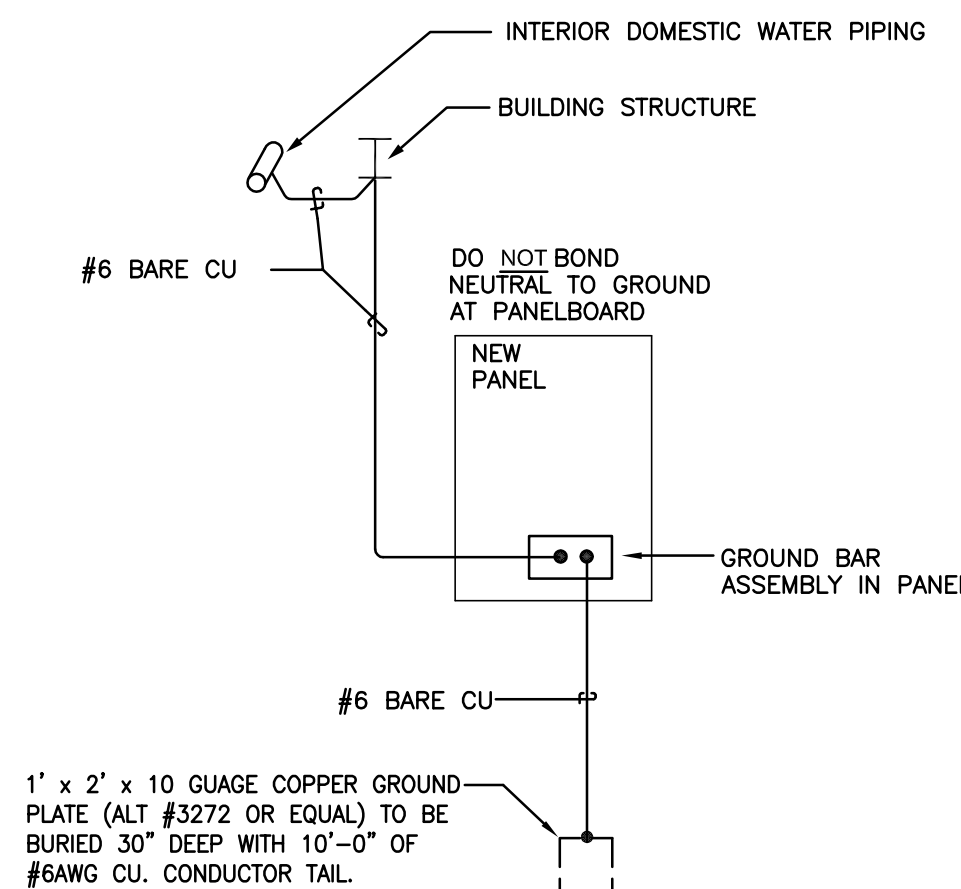 INTERIOR DOMESTIC WATER PIPING
BUILDING STRUCTURE
#6 BARE CU
DO NOT BOND
NEUTRAL TO GROUND
AT PANELBOARD
NEW
PANEL
GROUND BAR
ASSEMBLY IN PANEL
#6 BARE CU
1' x 2' x 10 GUAGE COPPER GROUND
PLATE (ALT #3272 OR EQUAL) TO BE
BURIED 30" DEEP WITH 10'-0" OF
#6AWG CU. CONDUCTOR TAIL.